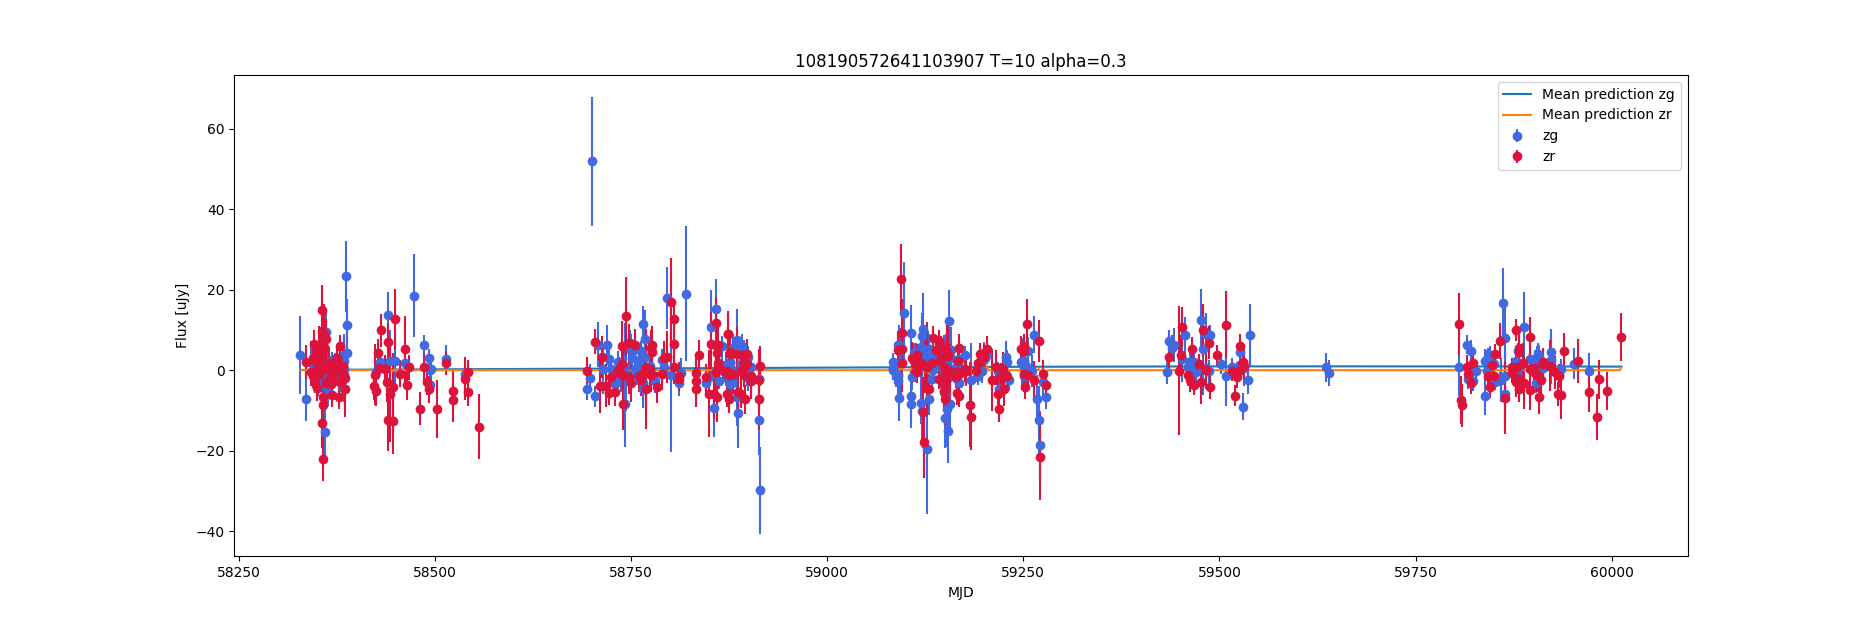 108190572641103907 T=10 alpha=0.3
Mean prediction zg
Mean prediction zr
zg
zr
60
40
20
0
−20
−40
Flux [uJy]
58250 58500 58750 59000 59250 59500 59750 60000
MJD